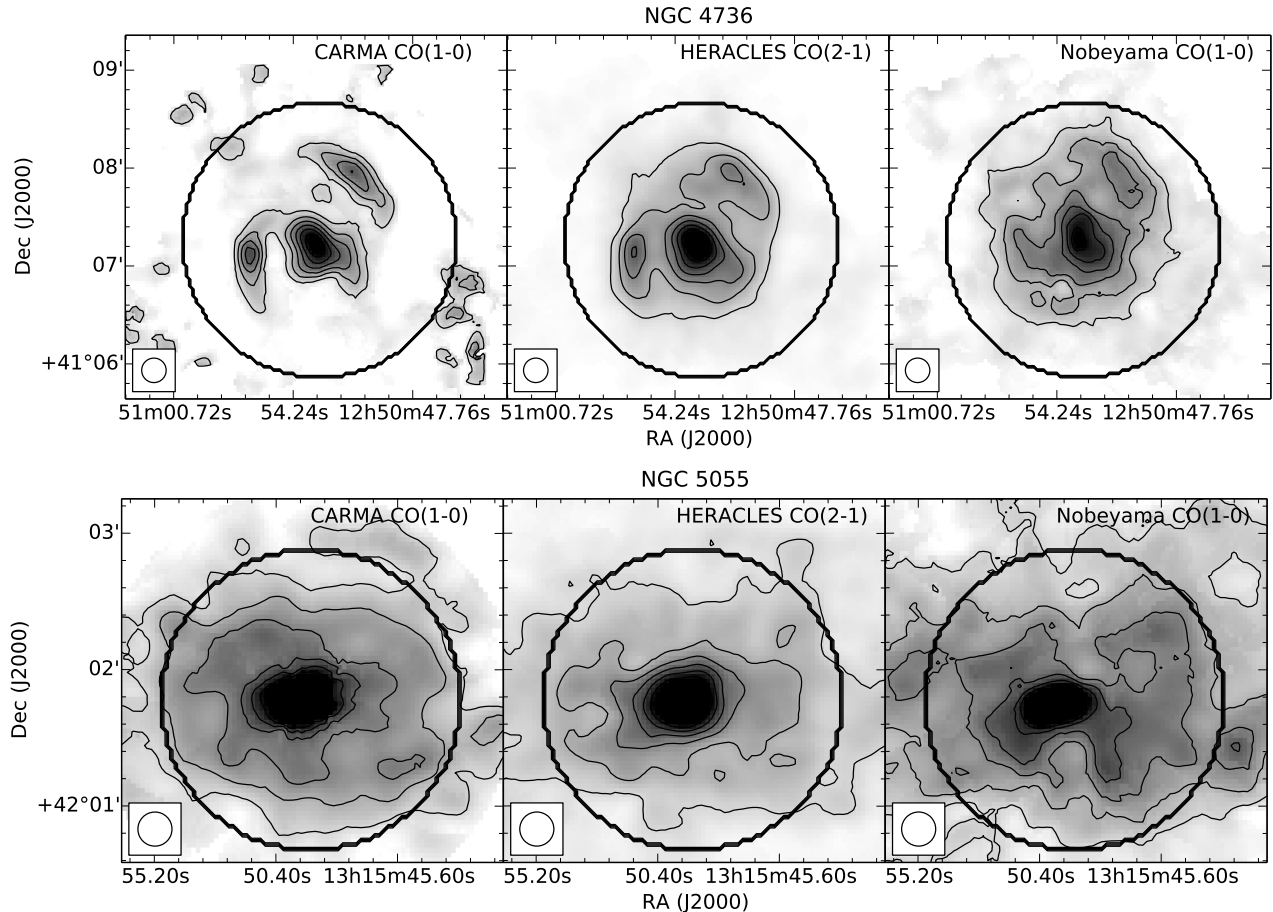 NGC 4736
CARMA CO(1-0)
HERACLES CO(2-1)
Nobeyama CO(1-0)
Dec (J2000)
09'
08'
07'
+41°06'
51m00.72s 54.24s 12h50m47.76s
51m00.72s 54.24s 12h50m47.76s
51m00.72s 54.24s 12h50m47.76s
RA (J2000)
NGC 5055
CARMA CO(1-0)
HERACLES CO(2-1)
Nobeyama CO(1-0)
Dec (J2000)
03'
02'
+42°01'
55.20s 50.40s 13h15m45.60s
55.20s 50.40s 13h15m45.60s
55.20s 50.40s 13h15m45.60s
RA (J2000)